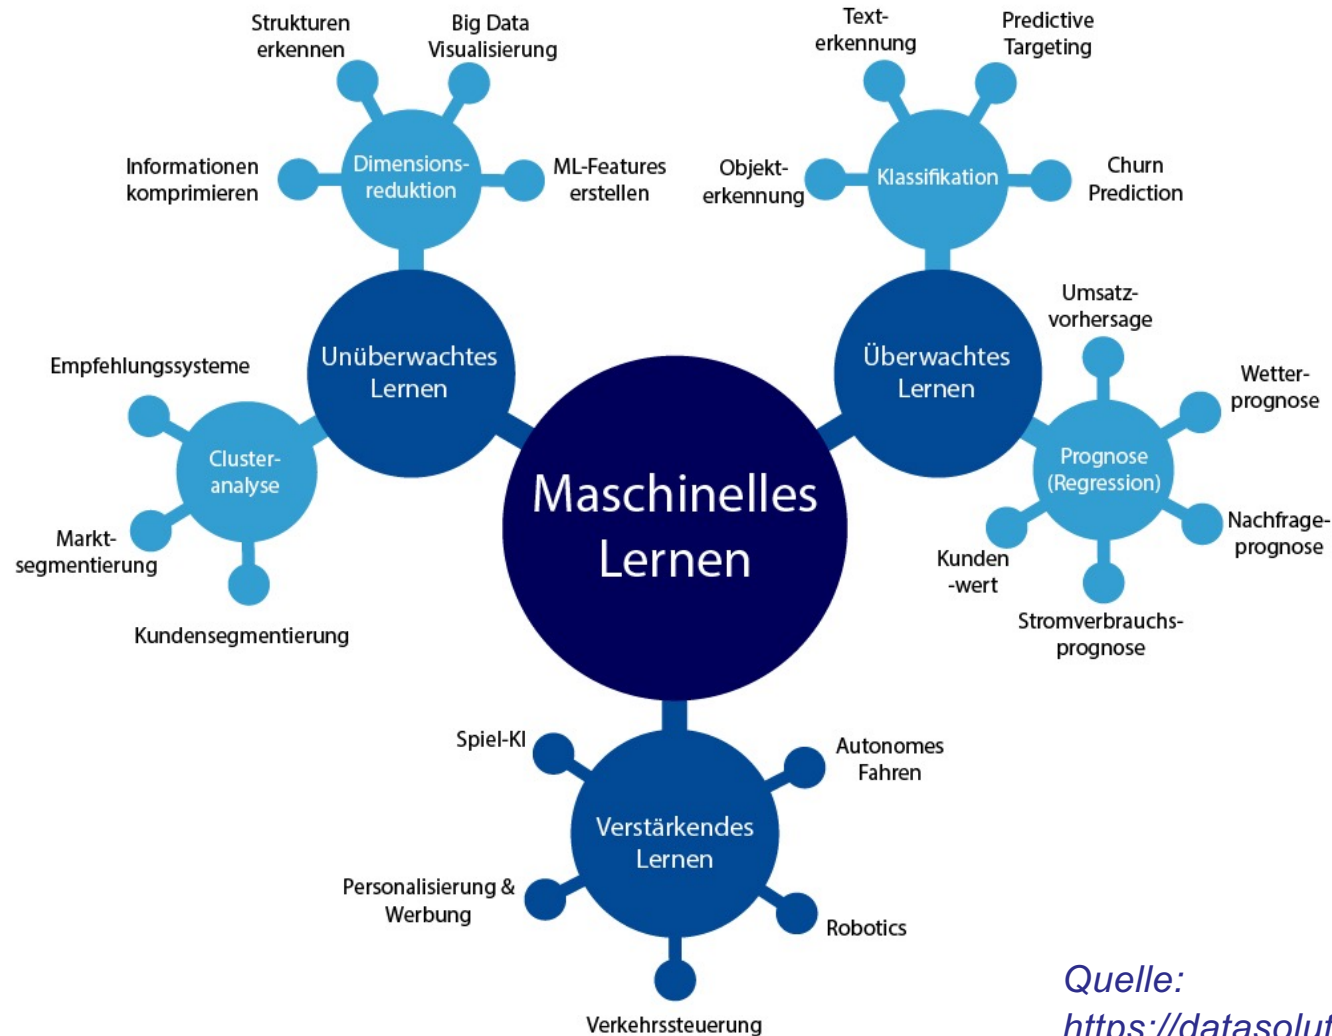 Strukturen
erkennen
Big Data
Visualisierung
Informationen
komprimieren
Dimensions-
reduktion
ML-Features
erstellen
Text-
erkennung
Predictive
Targeting
Objekt-
erkennung
Klassifikation
Churn
Prediction
Unüberwachtes
Lernen
Überwachtes
Lernen
Empfehlungssysteme
Cluster-
analyse
Markt-
segmentierung
Kundensegmentierung
Umsatz-
vorhersage
Wetter-
prognose
Prognose
(Regression)
Nachfrage-
prognose
Kunden
-wert
Stromverbrauchs-
prognose
Maschinelles
Lernen
Spiel-KI
Autonomes
Fahren
Verstärkendes
Lernen
Personalisierung &
Werbung
Robotics
Verkehrssteuerung
Quelle:
https://datasolut